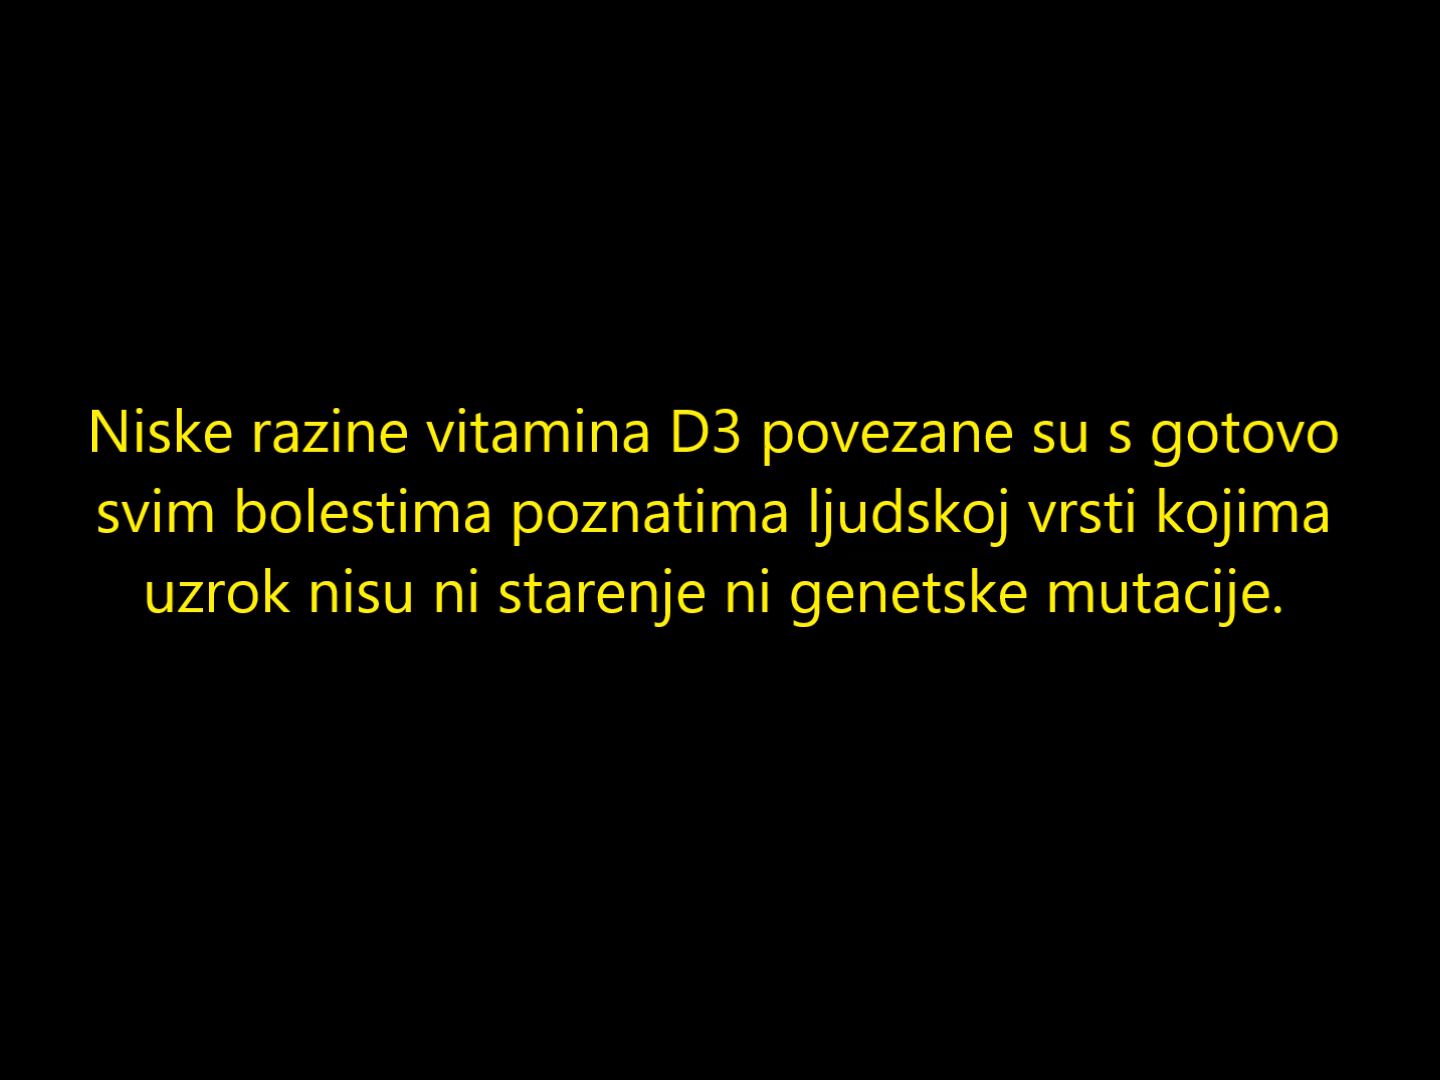 Niske razine vitamina D3 povezane su s gotovo
svim bolestima poznatima ljudskoj vrsti kojima
uzrok nisu ni starenje ni genetske mutacije.